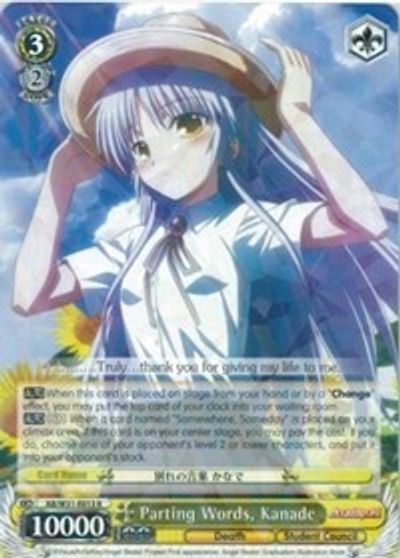 LEVEL
3
2
......Truly...thank you for giving my life to me.
When this card is placed on stage from your hand or by a "Change"
effect, you may put the top card of your clock into your waiting room.
When a card named "Somewhere, Someday" is placed on your
climax area, if this card is on your center stage, you may pay cost. If you do,
choose one of your opponent's level 2 or lower characters, and put it
into your opponent's clock.
Card Name
別れの言葉 かなで
Parting Words, Kanade
10000
Death
Student Council